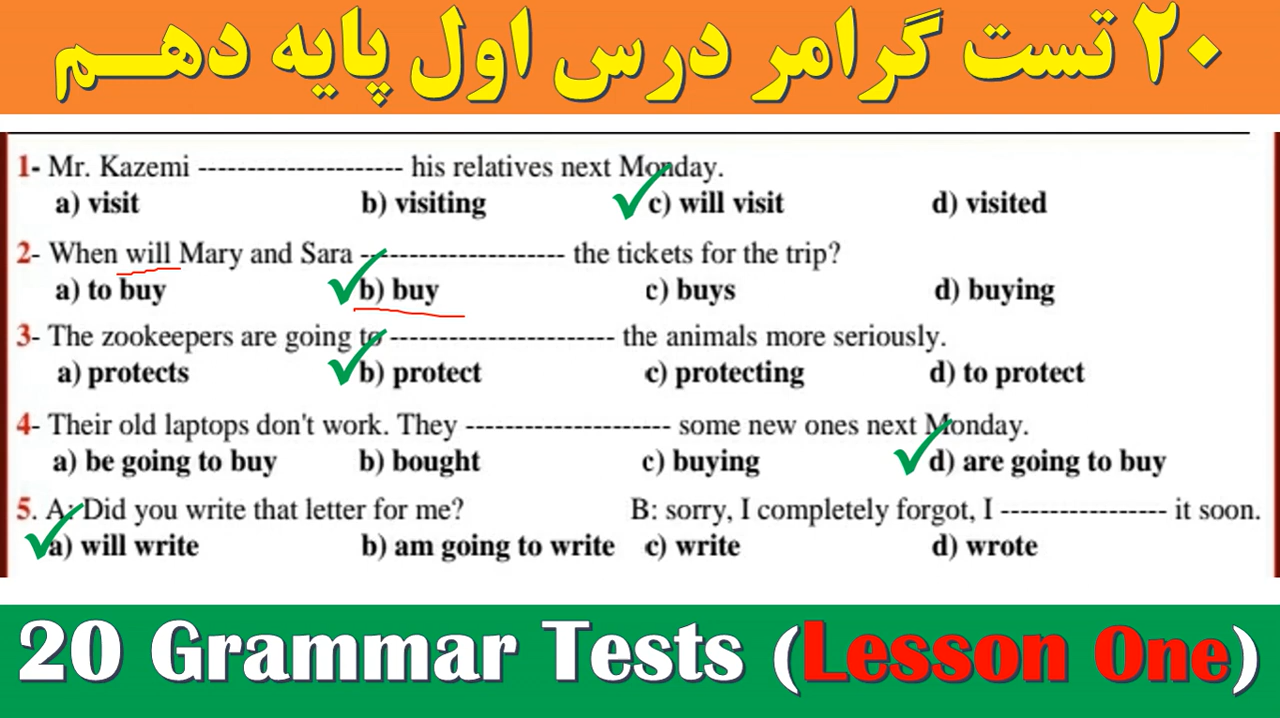 ۲۰ تست گرامر درس اول پایه دهم
1- Mr. Kazemi --------------------- his relatives next Monday.
a) visit b) visiting c) will visit d) visited
2- When will Mary and Sara --------------------- the tickets for the trip?
a) to buy b) buy c) buys d) buying
3- The zookeepers are going to ----------------------- the animals more seriously.
a) protects b) protect c) protecting d) to protect
4- Their old laptops don't work. They --------------------- some new ones next Monday.
a) be going to buy b) bought c) buying d) are going to buy
5. A: Did you write that letter for me? B: sorry, I completely forgot, I ----------------- it soon.
a) will write b) am going to write c) write d) wrote
20 Grammar Tests (Lesson One)